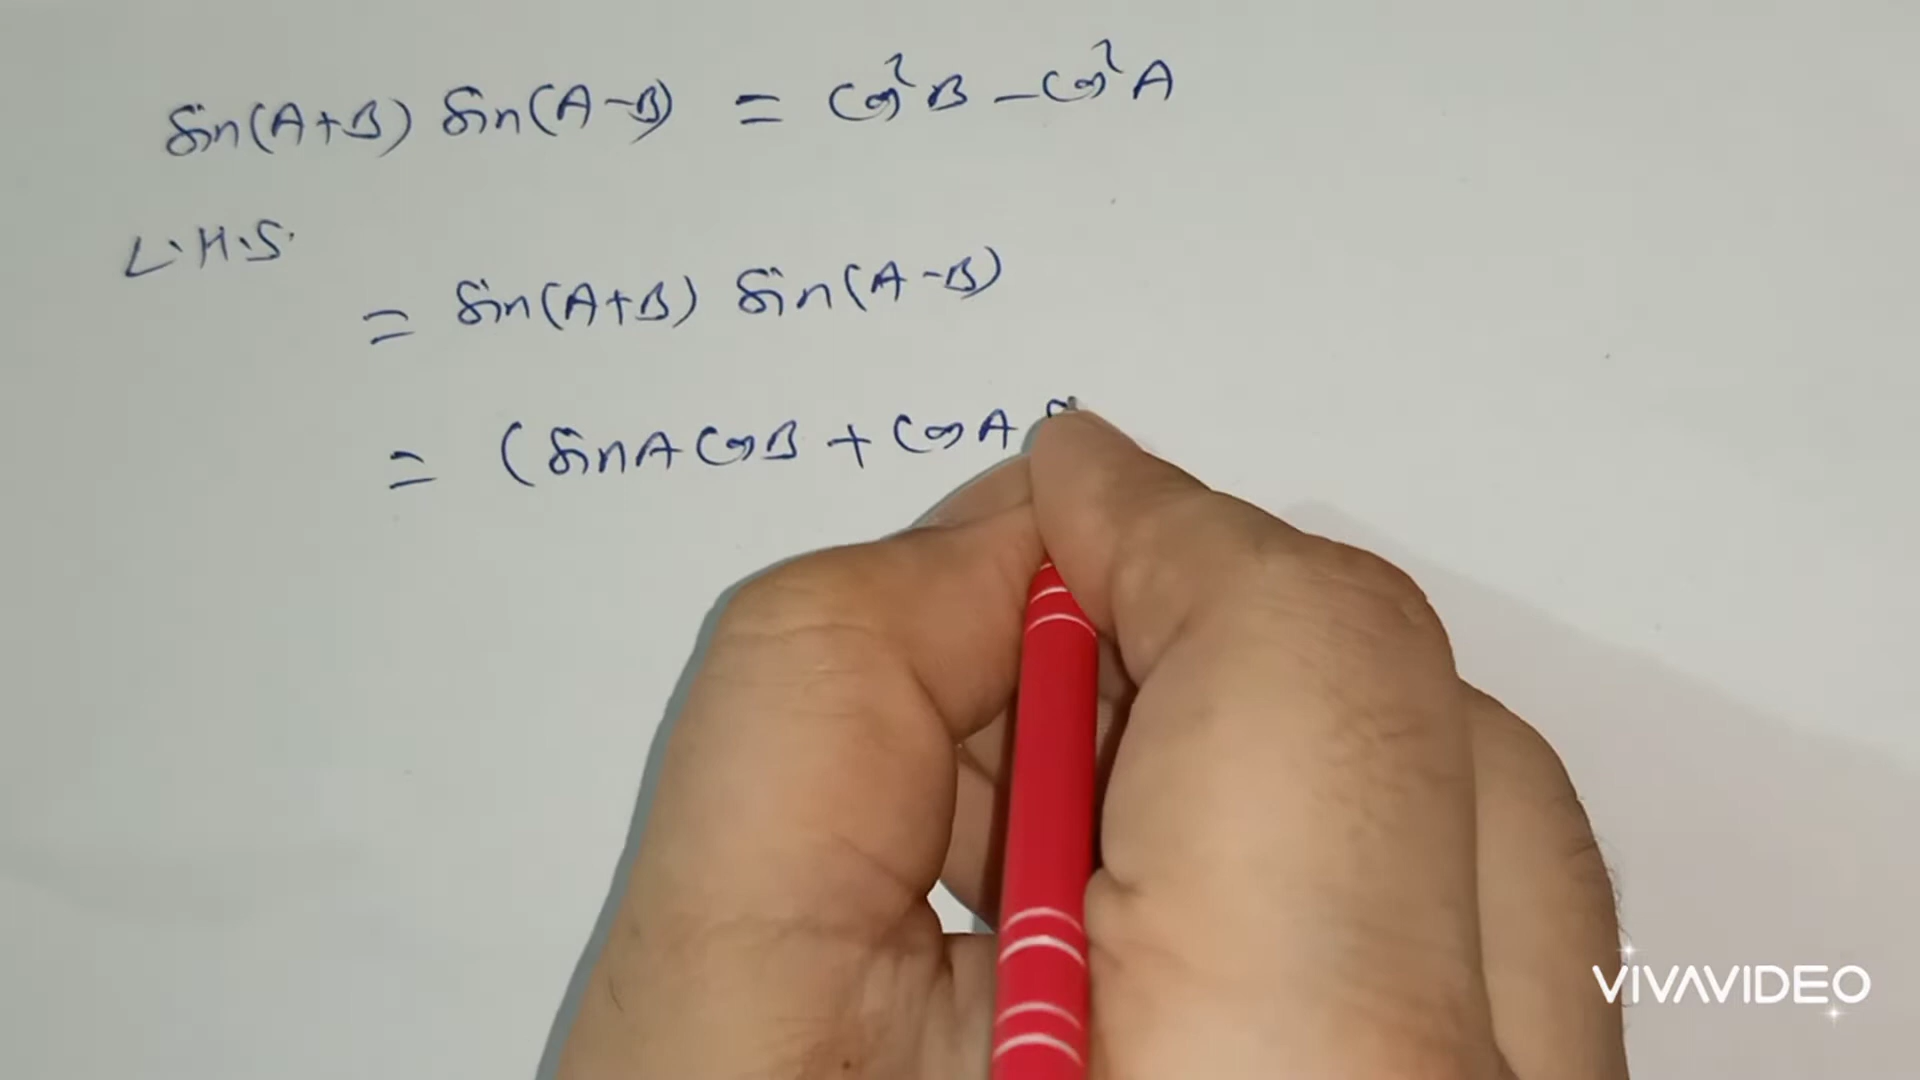 sin(A+B) sin(A-B) = cos²B - cos²A
L.H.S.
= sin(A+B) sin(A-B)
= (sinA cosB + cosA
VIVAVIDEO